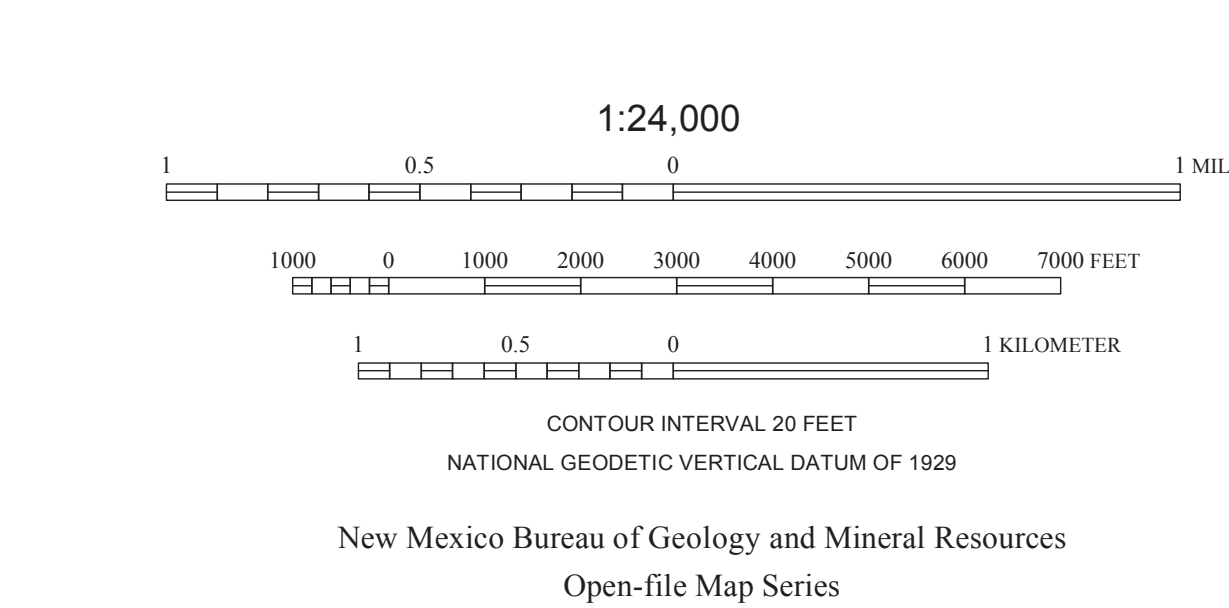 1:24,000
1 0.5 0 1 MIL
1000 0 1000 2000 3000 4000 5000 6000 7000 FEET
1 0.5 0 1 KILOMETER
CONTOUR INTERVAL 20 FEET
NATIONAL GEODETIC VERTICAL DATUM OF 1929
New Mexico Bureau of Geology and Mineral Resources
Open-file Map Series